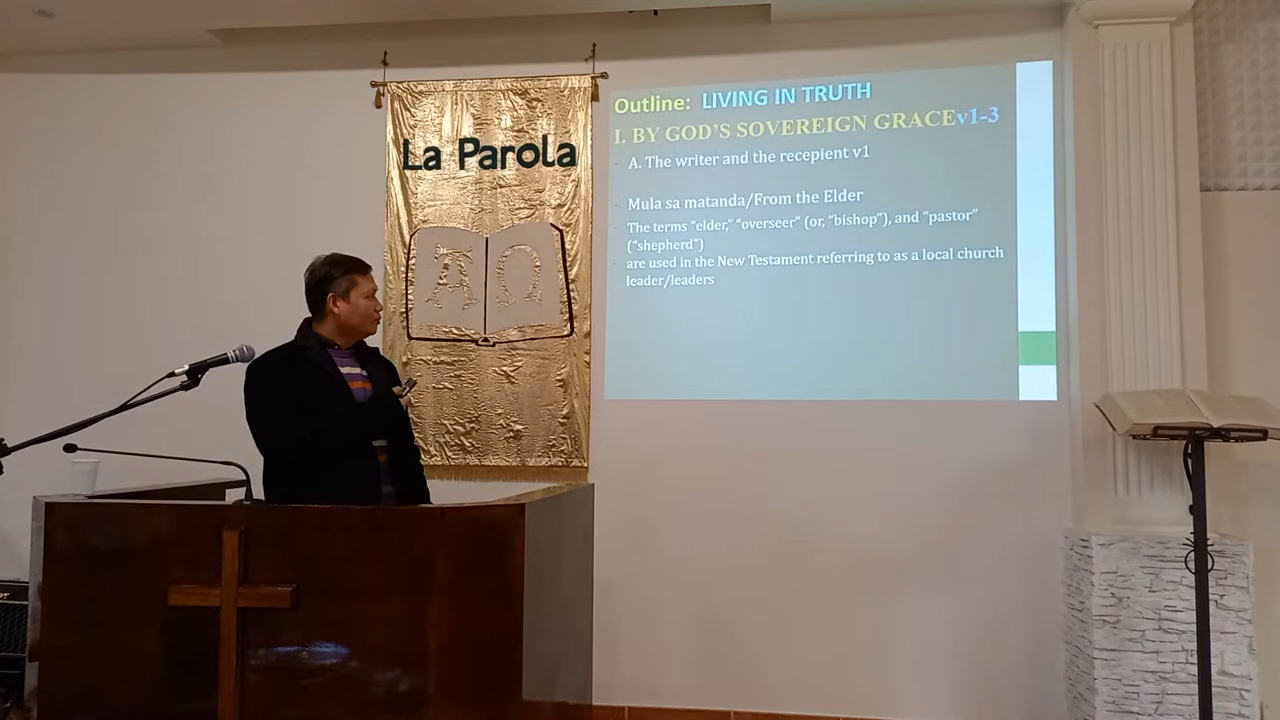 La Parola
Α Ω
Outline: LIVING IN TRUTH
I. BY GOD'S SOVEREIGN GRACEv1-3
A. The writer and the recepient v1
Mula sa matanda/From the Elder
The terms "elder," "overseer" (or, "bishop"), and "pastor"
("shepherd")
are used in the New Testament referring to as a local church
leader/leaders